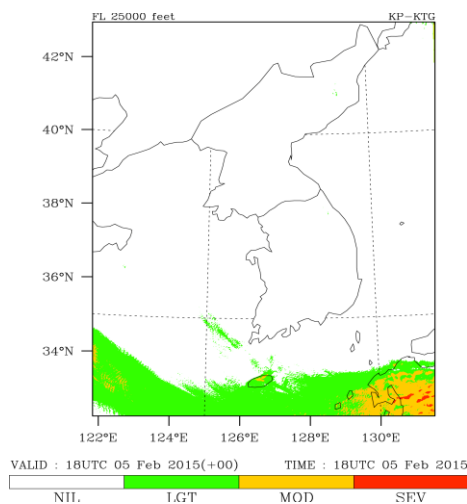 FL 25000 feet KP-KTG
42°N
40°N
38°N
36°N
34°N
122°E 124°E 126°E 128°E 130°E
VALID : 18UTC 05 Feb 2015(+00) TIME : 18UTC 05 Feb 2015
NIL LGT MOD SEV